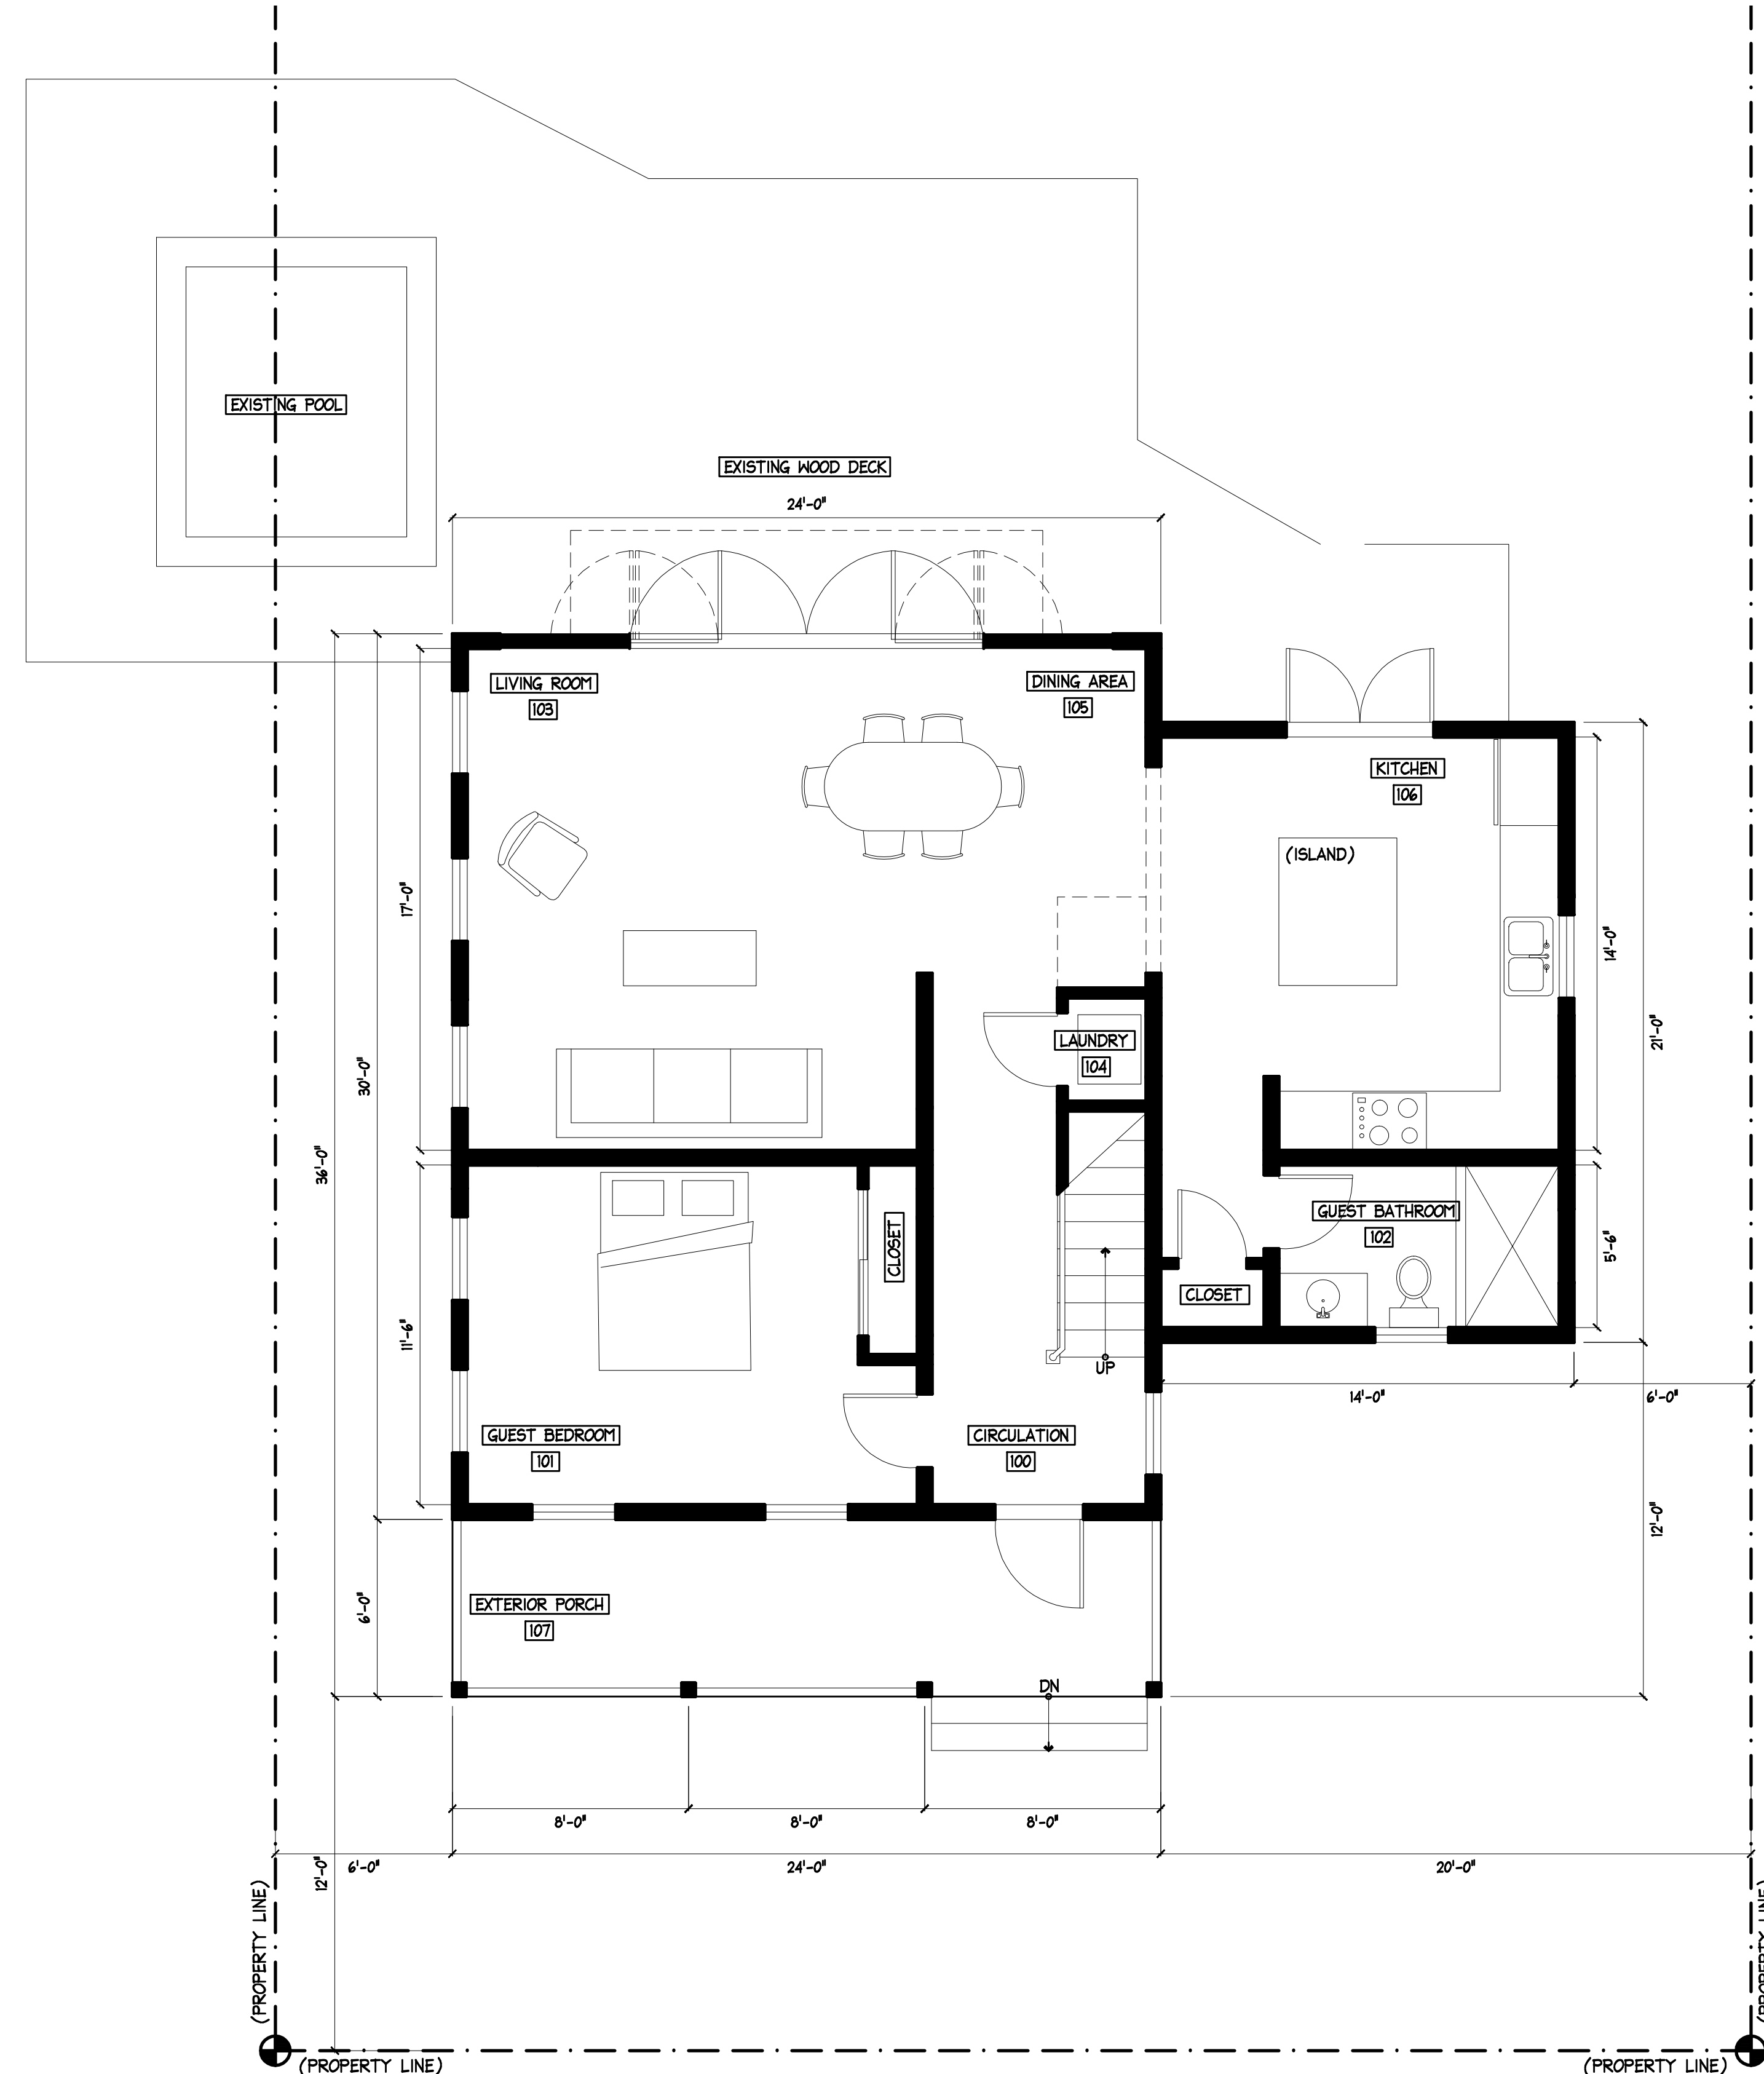 EXISTING POOL
EXISTING WOOD DECK
24'-0"
LIVING ROOM
103
DINING AREA
105
KITCHEN
106
(ISLAND)
17'-0"
14'-0"
30'-0"
21'-0"
36'-0"
LAUNDRY
104
GUEST BATHROOM
102
5'-6"
CLOSET
CLOSET
11'-6"
UP
14'-0"
6'-0"
GUEST BEDROOM
101
CIRCULATION
100
12'-0"
6'-0"
EXTERIOR PORCH
107
DN
8'-0"
8'-0"
8'-0"
12'-0"
6'-0"
24'-0"
20'-0"
(PROPERTY LINE)
(PROPERTY LINE)
(PROPERTY LINE)
(PROPERTY LINE)